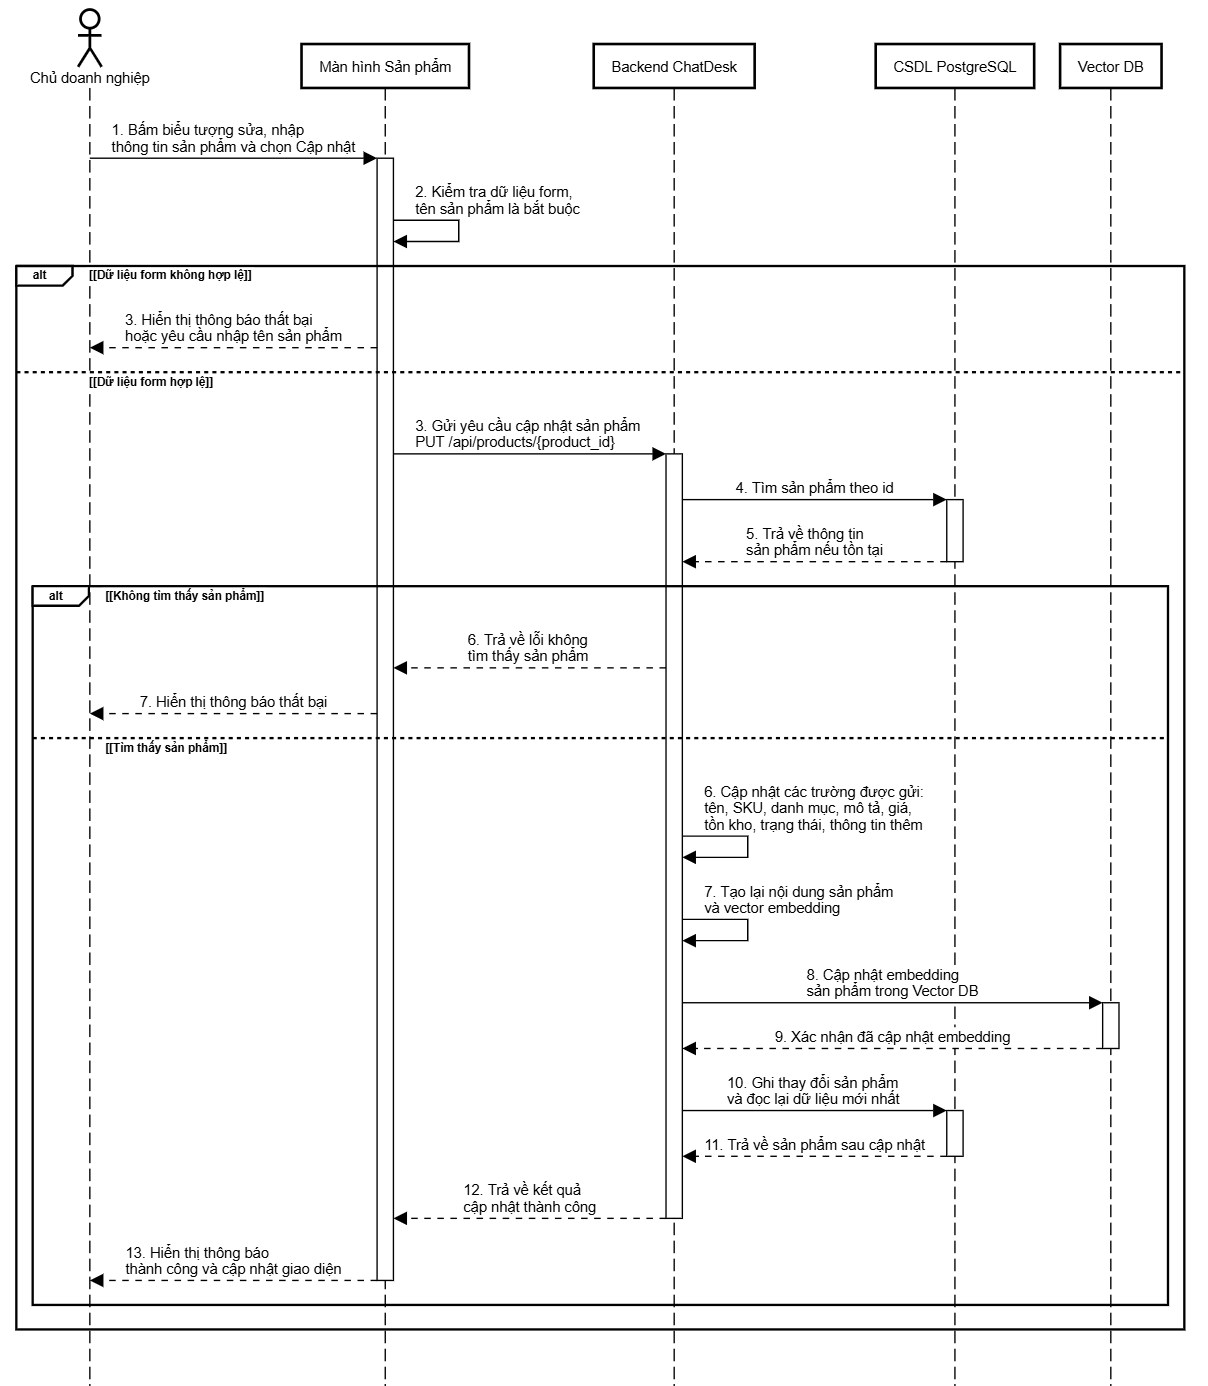 Chủ doanh nghiệp
Màn hình Sản phẩm
Backend ChatDesk
CSDL PostgreSQL
Vector DB
1. Bấm biểu tượng sửa, nhập
thông tin sản phẩm và chọn Cập nhật
2. Kiểm tra dữ liệu form,
tên sản phẩm là bắt buộc
alt
[[Dữ liệu form không hợp lệ]]
3. Hiển thị thông báo thất bại
hoặc yêu cầu nhập tên sản phẩm
[[Dữ liệu form hợp lệ]]
3. Gửi yêu cầu cập nhật sản phẩm
PUT /api/products/{product_id}
4. Tìm sản phẩm theo id
5. Trả về thông tin
sản phẩm nếu tồn tại
alt
[[Không tìm thấy sản phẩm]]
6. Trả về lỗi không
tìm thấy sản phẩm
7. Hiển thị thông báo thất bại
[[Tìm thấy sản phẩm]]
6. Cập nhật các trường được gửi:
tên, SKU, danh mục, mô tả, giá,
tồn kho, trạng thái, thông tin thêm
7. Tạo lại nội dung sản phẩm
và vector embedding
8. Cập nhật embedding
sản phẩm trong Vector DB
9. Xác nhận đã cập nhật embedding
10. Ghi thay đổi sản phẩm
và đọc lại dữ liệu mới nhất
11. Trả về sản phẩm sau cập nhật
12. Trả về kết quả
cập nhật thành công
13. Hiển thị thông báo
thành công và cập nhật giao diện